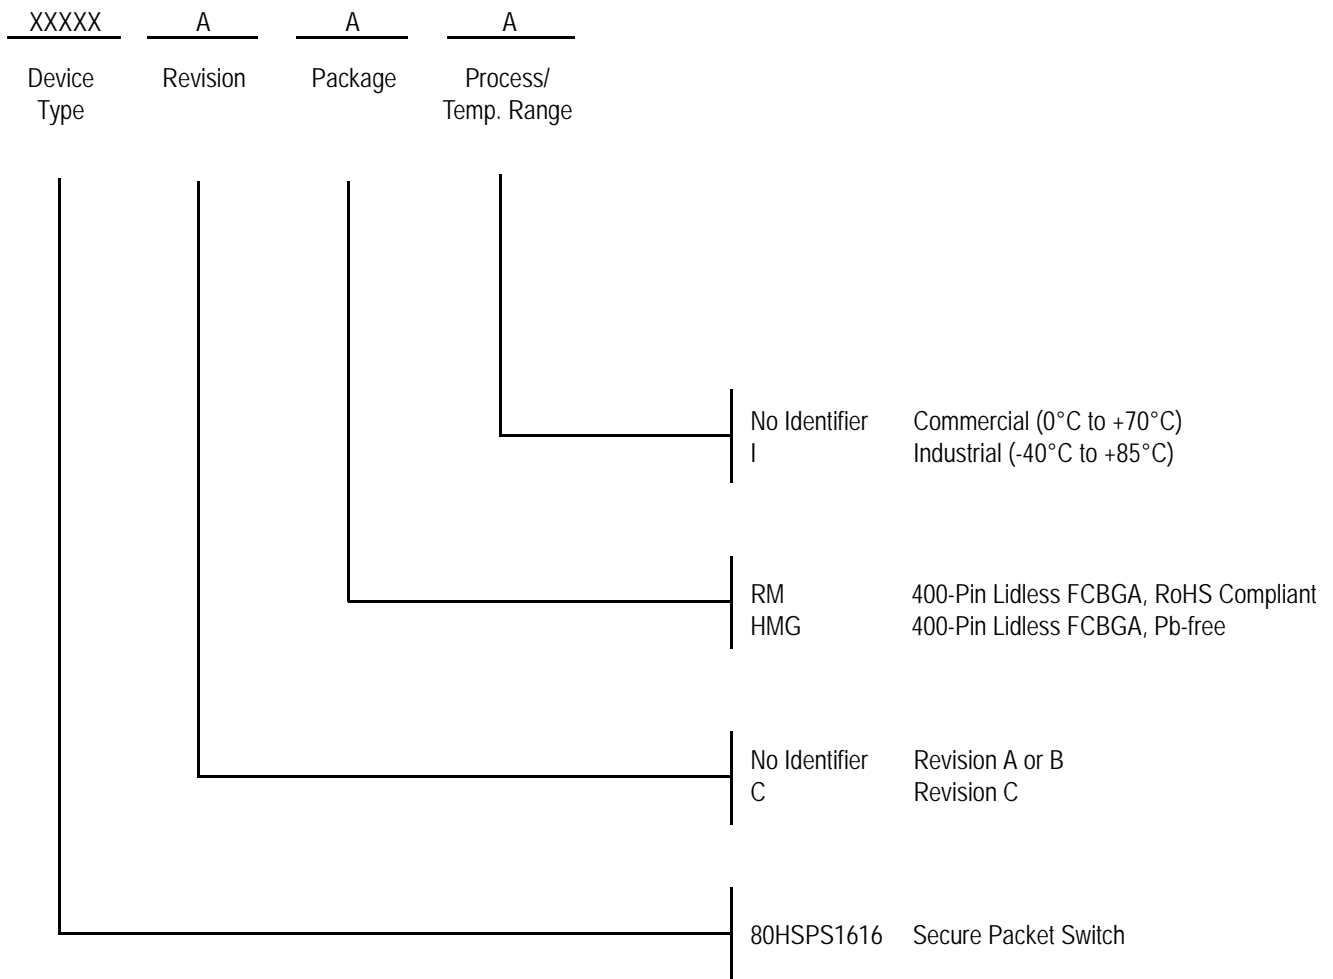 XXXXX A A A
Device Type Revision Package Process/ Temp. Range
No Identifier Commercial (0°C to +70°C)
I Industrial (-40°C to +85°C)
RM 400-Pin Lidless FCBGA, RoHS Compliant
HMG 400-Pin Lidless FCBGA, Pb-free
No Identifier Revision A or B
C Revision C
80HSPS1616 Secure Packet Switch